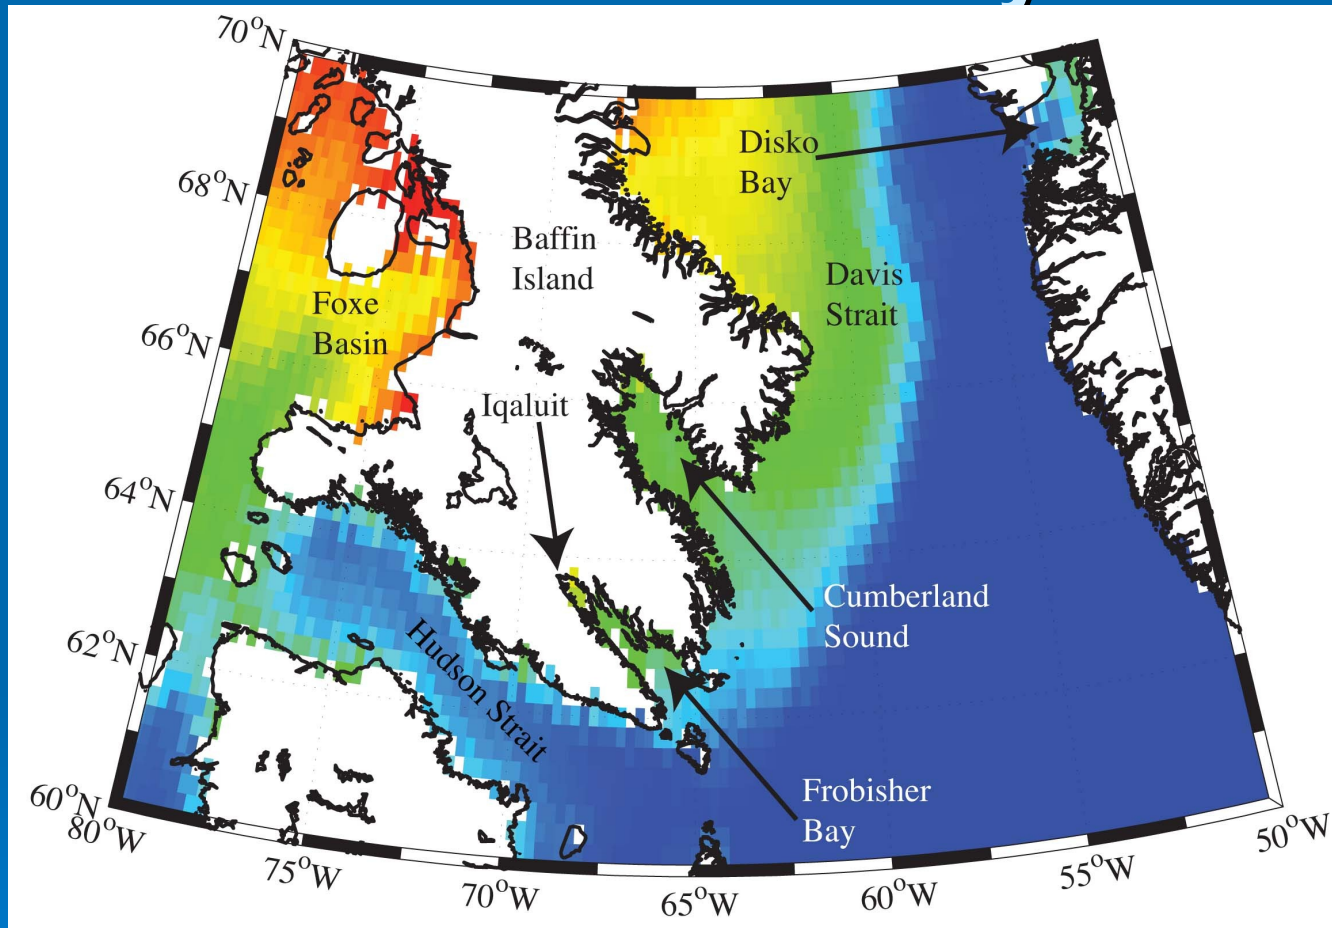 70°N
68°N
66°N
64°N
62°N
60°N
80°W
75°W
70°W
65°W
60°W
55°W
50°W
Disko
Bay
Baffin
Island
Davis
Strait
Foxe
Basin
Iqaluit
Cumberland
Sound
Hudson Strait
Frobisher
Bay